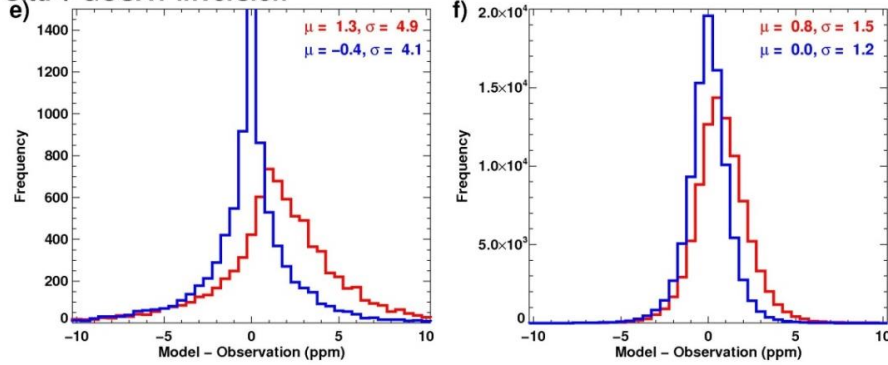 e)
μ = 1.3, σ = 4.9
μ = −0.4, σ = 4.1
Frequency
1400
1200
1000
800
600
400
200
0
−10
−5
0
5
10
Model − Observation (ppm)
f)
μ = 0.8, σ = 1.5
μ = 0.0, σ = 1.2
Frequency
2.0×10⁴
1.5×10⁴
1.0×10⁴
5.0×10³
0
−10
−5
0
5
10
Model − Observation (ppm)